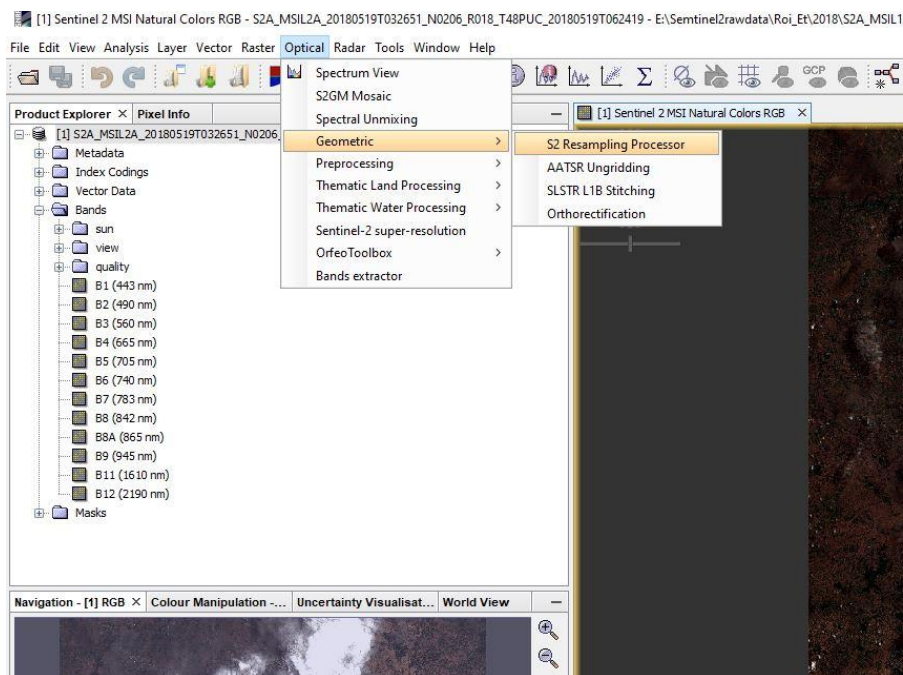 [1] Sentinel 2 MSI Natural Colors RGB - S2A_MSIL2A_20180519T032651_N0206_R018_T48PUC_20180519T062419 - E:\Semtinel2rawdata\Roi_Et\2018\S2A_MSIL1
File Edit View Analysis Layer Vector Raster Optical Radar Tools Window Help
GCP
Spectrum View
S2GM Mosaic
Spectral Unmixing
Geometric
Preprocessing
Thematic Land Processing
Thematic Water Processing
Sentinel-2 super-resolution
OrfeoToolbox
Bands extractor
S2 Resampling Processor
AATSR Ungridding
SLSTR L1B Stitching
Orthorectification
Product Explorer Pixel Info
[1] Sentinel 2 MSI Natural Colors RGB
[1] S2A_MSIL2A_20180519T032651_N0206_
Metadata
Index Codings
Vector Data
Bands
sun
view
quality
B1 (443 nm)
B2 (490 nm)
B3 (560 nm)
B4 (665 nm)
B5 (705 nm)
B6 (740 nm)
B7 (783 nm)
B8 (842 nm)
B8A (865 nm)
B9 (945 nm)
B11 (1610 nm)
B12 (2190 nm)
Masks
Navigation - [1] RGB Colour Manipulation -... Uncertainty Visualisat... World View